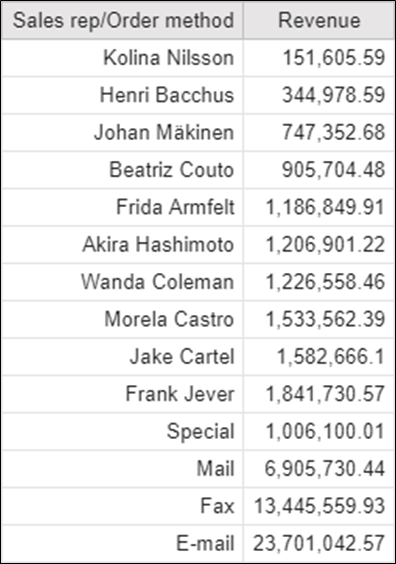 Sales rep/Order method Revenue
Kolina Nilsson 151,605.59
Henri Bacchus 344,978.59
Johan Mäkinen 747,352.68
Beatriz Couto 905,704.48
Frida Armfelt 1,186,849.91
Akira Hashimoto 1,206,901.22
Wanda Coleman 1,226,558.46
Morela Castro 1,533,562.39
Jake Cartel 1,582,666.1
Frank Jever 1,841,730.57
Special 1,006,100.01
Mail 6,905,730.44
Fax 13,445,559.93
E-mail 23,701,042.57